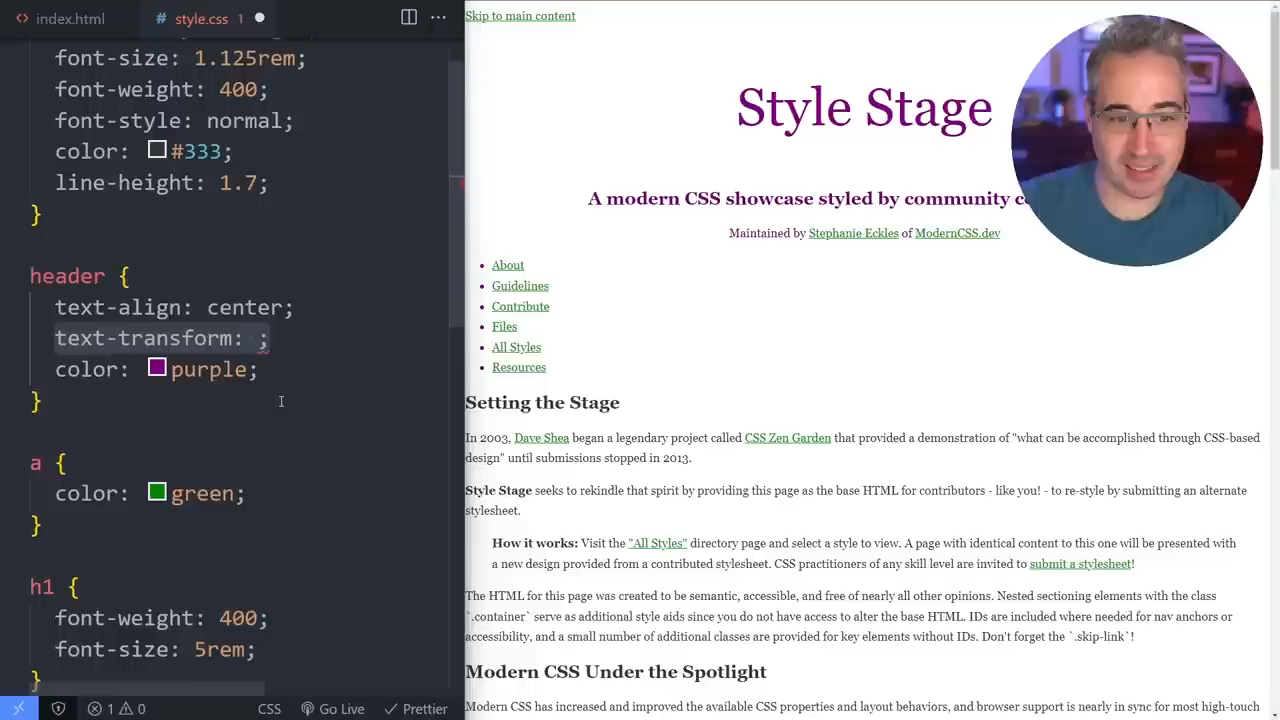 index.html
# style.css 1
font-size: 1.125rem;
font-weight: 400;
font-style: normal;
color: #333;
line-height: 1.7;
}
header {
text-align: center;
text-transform: ;
color: purple;
}
a {
color: green;
}
h1 {
font-weight: 400;
font-size: 5rem;
}
1 0 CSS Go Live Prettier
Skip to main content
Style Stage
A modern CSS showcase styled by community
Maintained by Stephanie Eckles of ModernCSS.dev
About
Guidelines
Contribute
Files
All Styles
Resources
Setting the Stage
In 2003, Dave Shea began a legendary project called CSS Zen Garden that provided a demonstration of "what can be accomplished through CSS-based
design" until submissions stopped in 2013.
Style Stage seeks to rekindle that spirit by providing this page as the base HTML for contributors - like you! - to re-style by submitting an alternate
stylesheet.
How it works: Visit the "All Styles" directory page and select a style to view. A page with identical content to this one will be presented with
a new design provided from a contributed stylesheet. CSS practitioners of any skill level are invited to submit a stylesheet!
The HTML for this page was created to be semantic, accessible, and free of nearly all other opinions. Nested sectioning elements with the class
`.container` serve as additional style aids since you do not have access to alter the base HTML. IDs are included where needed for nav anchors or
accessibility, and a small number of additional classes are provided for key elements without IDs. Don't forget the `.skip-link`!
Modern CSS Under the Spotlight
Modern CSS has increased and improved the available CSS properties and layout behaviors, and browser support is nearly in sync for most high-touch